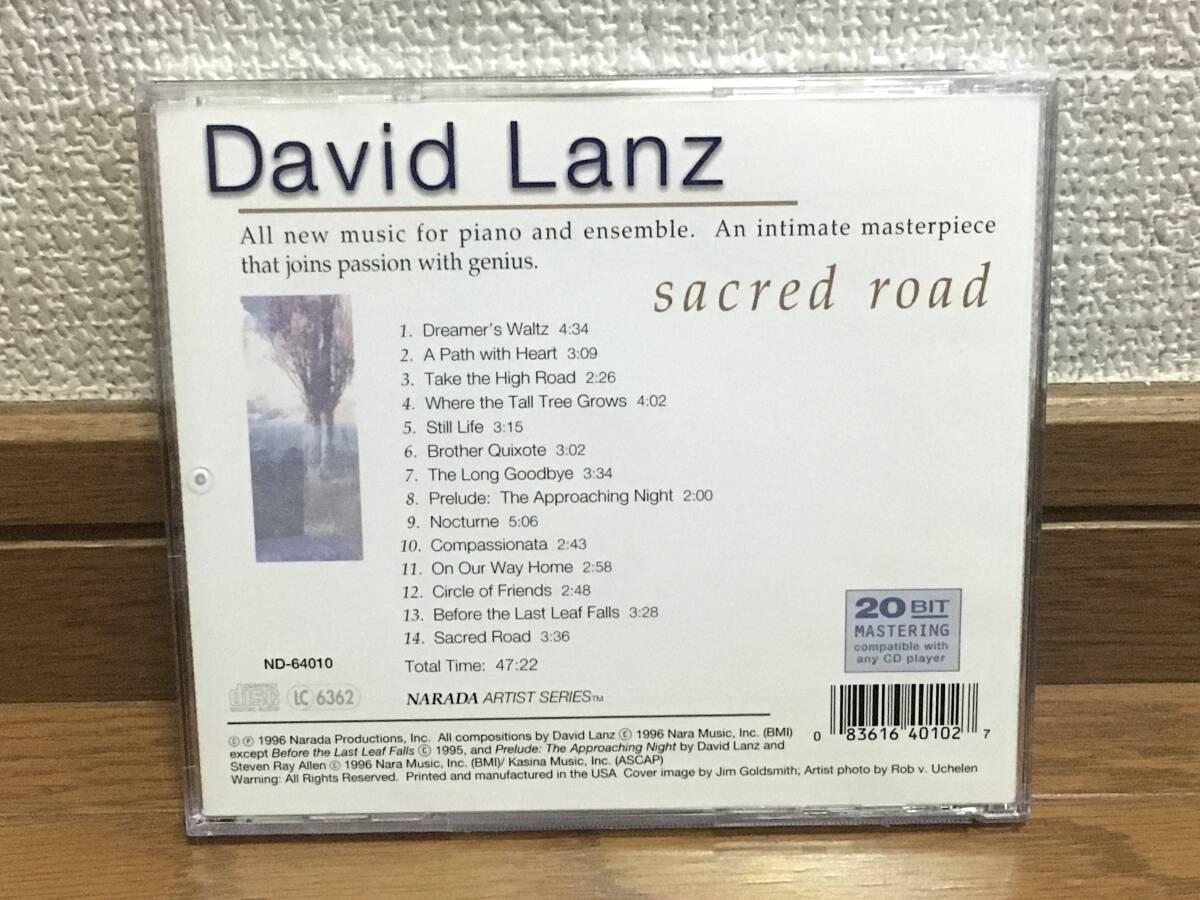 David Lanz
All new music for piano and ensemble. An intimate masterpiece
that joins passion with genius.
sacred road
1. Dreamer's Waltz 4:34
2. A Path with Heart 3:09
3. Take the High Road 2:26
4. Where the Tall Tree Grows 4:02
5. Still Life 3:15
6. Brother Quixote 3:02
7. The Long Goodbye 3:34
8. Prelude: The Approaching Night 2:00
9. Nocturne 5:06
10. Compassionata 2:43
11. On Our Way Home 2:58
12. Circle of Friends 2:48
13. Before the Last Leaf Falls 3:28
14. Sacred Road 3:36
Total Time: 47:22
ND-64010
20 BIT
MASTERING
compatible with
any CD player
disc
DIGITAL AUDIO
LC 6362
NARADA ARTIST SERIES™
0 83616 40102 7
Ⓒ Ⓟ 1996 Narada Productions, Inc. All compositions by David Lanz Ⓒ 1996 Nara Music, Inc. (BMI)
except Before the Last Leaf Falls Ⓒ 1995, and Prelude: The Approaching Night by David Lanz and
Steven Ray Allen Ⓒ 1996 Nara Music, Inc. (BMI)/ Kasina Music, Inc. (ASCAP)
Warning: All Rights Reserved. Printed and manufactured in the USA Cover image by Jim Goldsmith; Artist photo by Rob v. Uchelen